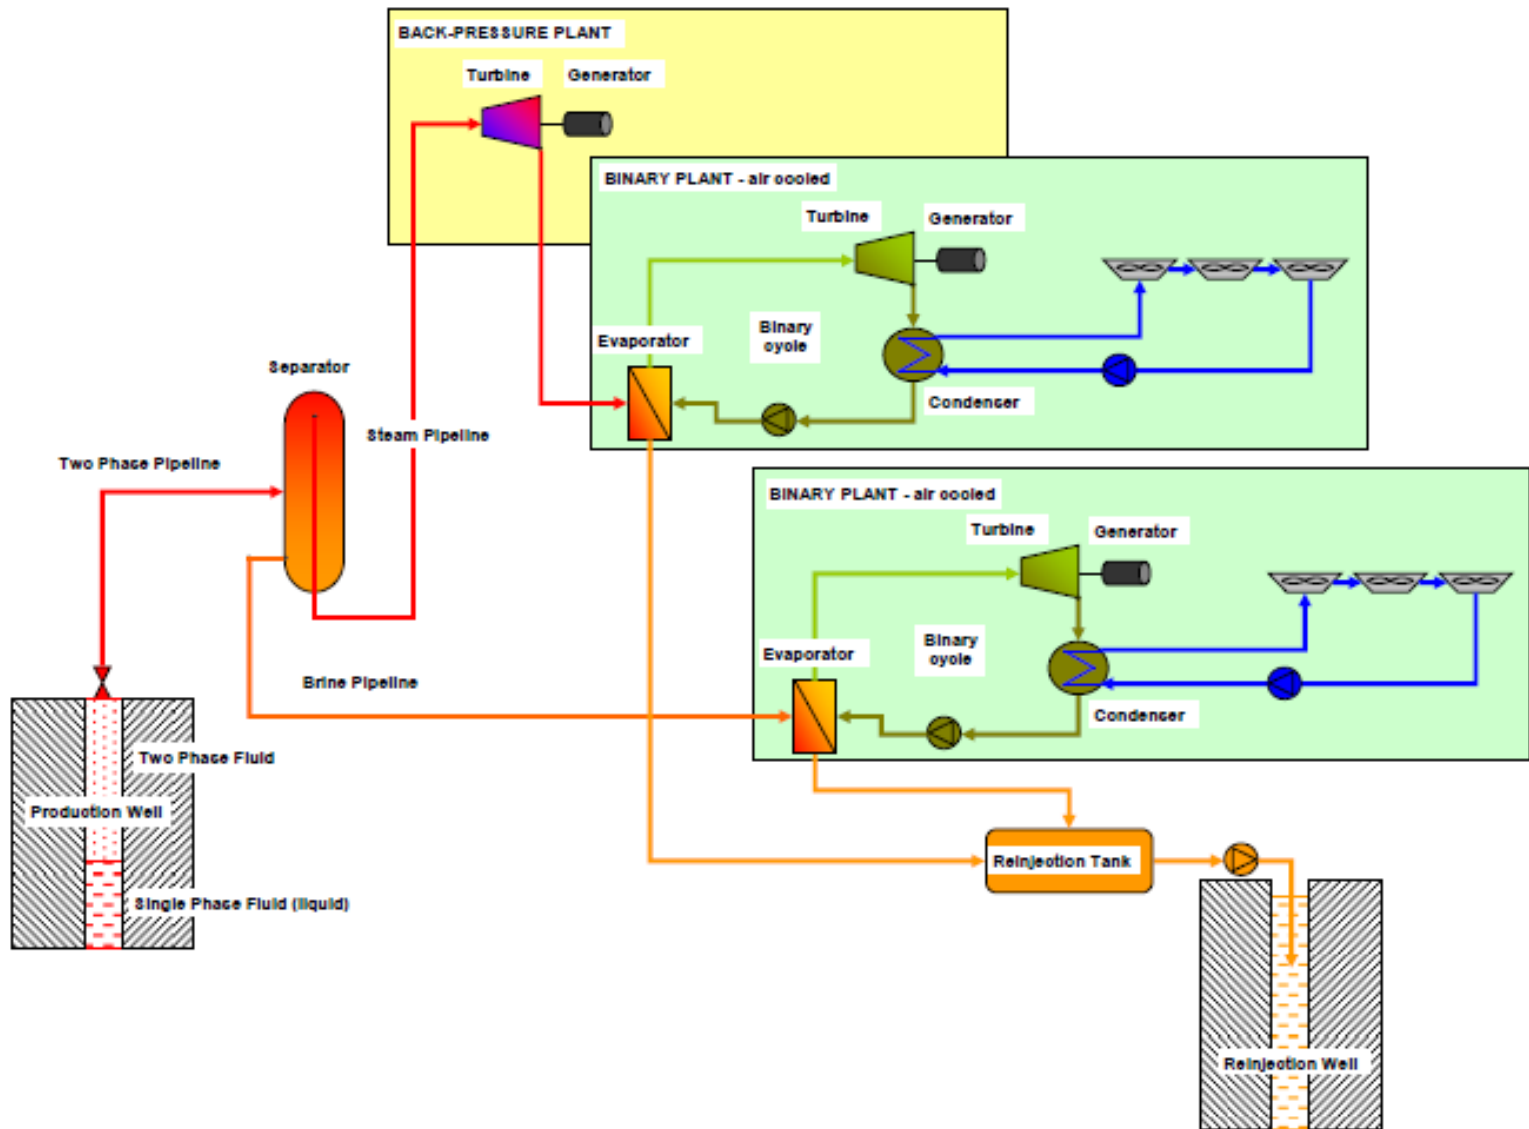 BACK-PRESSURE PLANT
Turbine
Generator
BINARY PLANT - air cooled
Turbine
Generator
Binary
cycle
Evaporator
Condenser
Separator
Steam Pipeline
Two Phase Pipeline
BINARY PLANT - air cooled
Turbine
Generator
Binary
cycle
Evaporator
Condenser
Brine Pipeline
Two Phase Fluid
Production Well
Single Phase Fluid (liquid)
Reinjection Tank
Reinjection Well